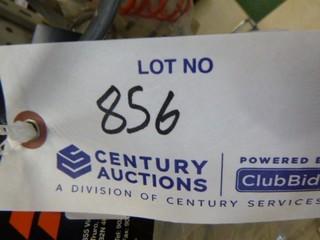 LOT NO
856
CENTURY AUCTIONS
POWERED B
ClubBid
A DIVISION OF CENTURY SERVICES